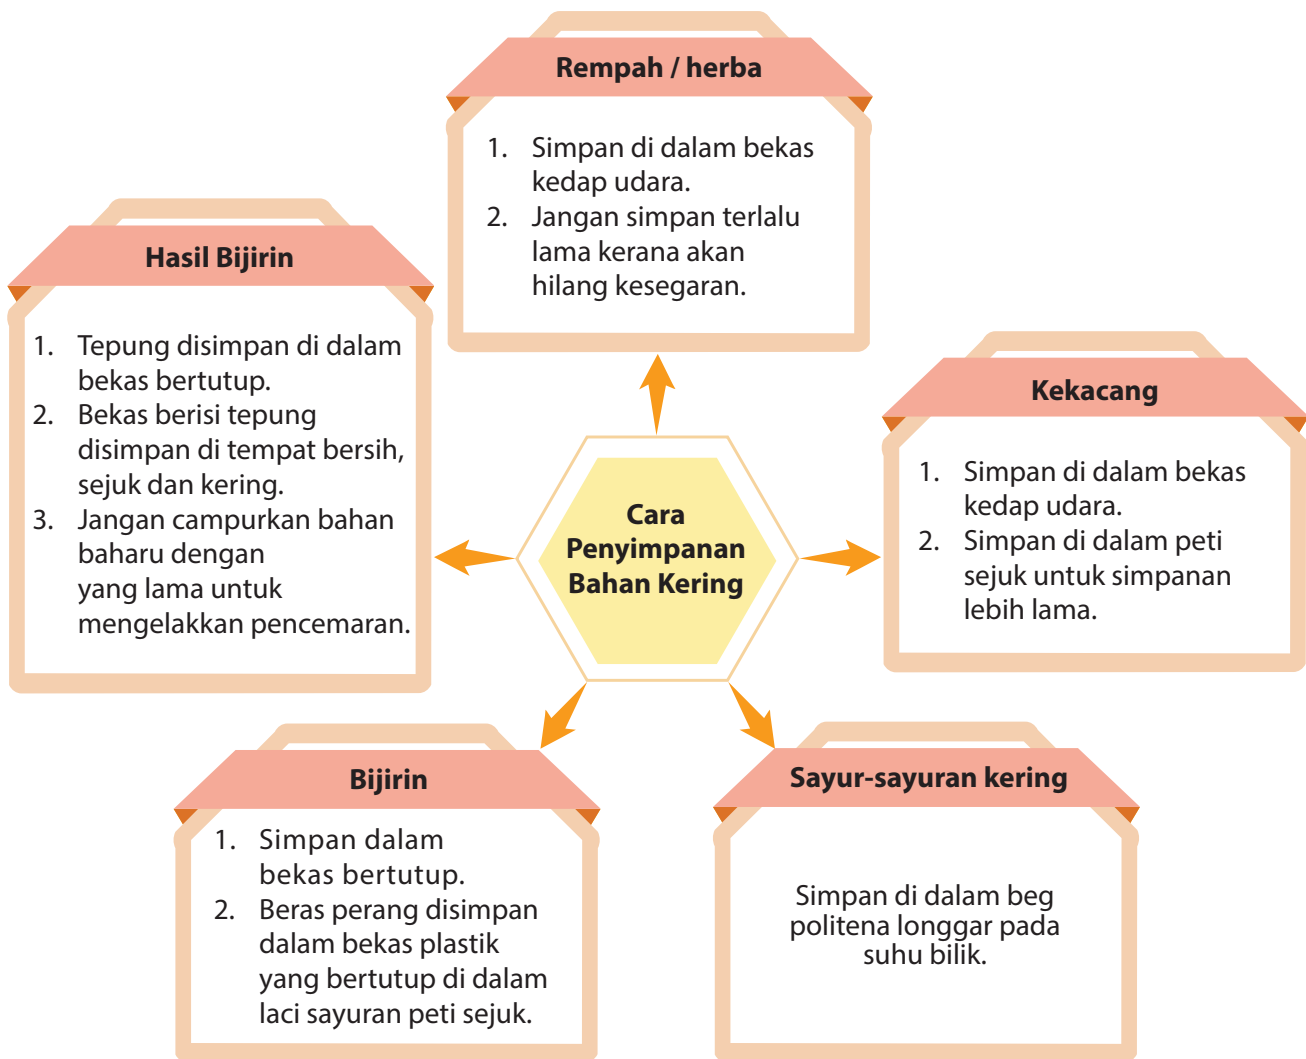 Rempah / herba
1. Simpan di dalam bekas
kedap udara.
2. Jangan simpan terlalu
lama kerana akan
hilang kesegaran.
Hasil Bijirin
1. Tepung disimpan di dalam
bekas bertutup.
2. Bekas berisi tepung
disimpan di tempat bersih,
sejuk dan kering.
3. Jangan campurkan bahan
baharu dengan
yang lama untuk
mengelakkan pencemaran.
Cara
Penyimpanan
Bahan Kering
Kekacang
1. Simpan di dalam bekas
kedap udara.
2. Simpan di dalam peti
sejuk untuk simpanan
lebih lama.
Bijirin
1. Simpan dalam
bekas bertutup.
2. Beras perang disimpan
dalam bekas plastik
yang bertutup di dalam
laci sayuran peti sejuk.
Sayur-sayuran kering
Simpan di dalam beg
politena longgar pada
suhu bilik.